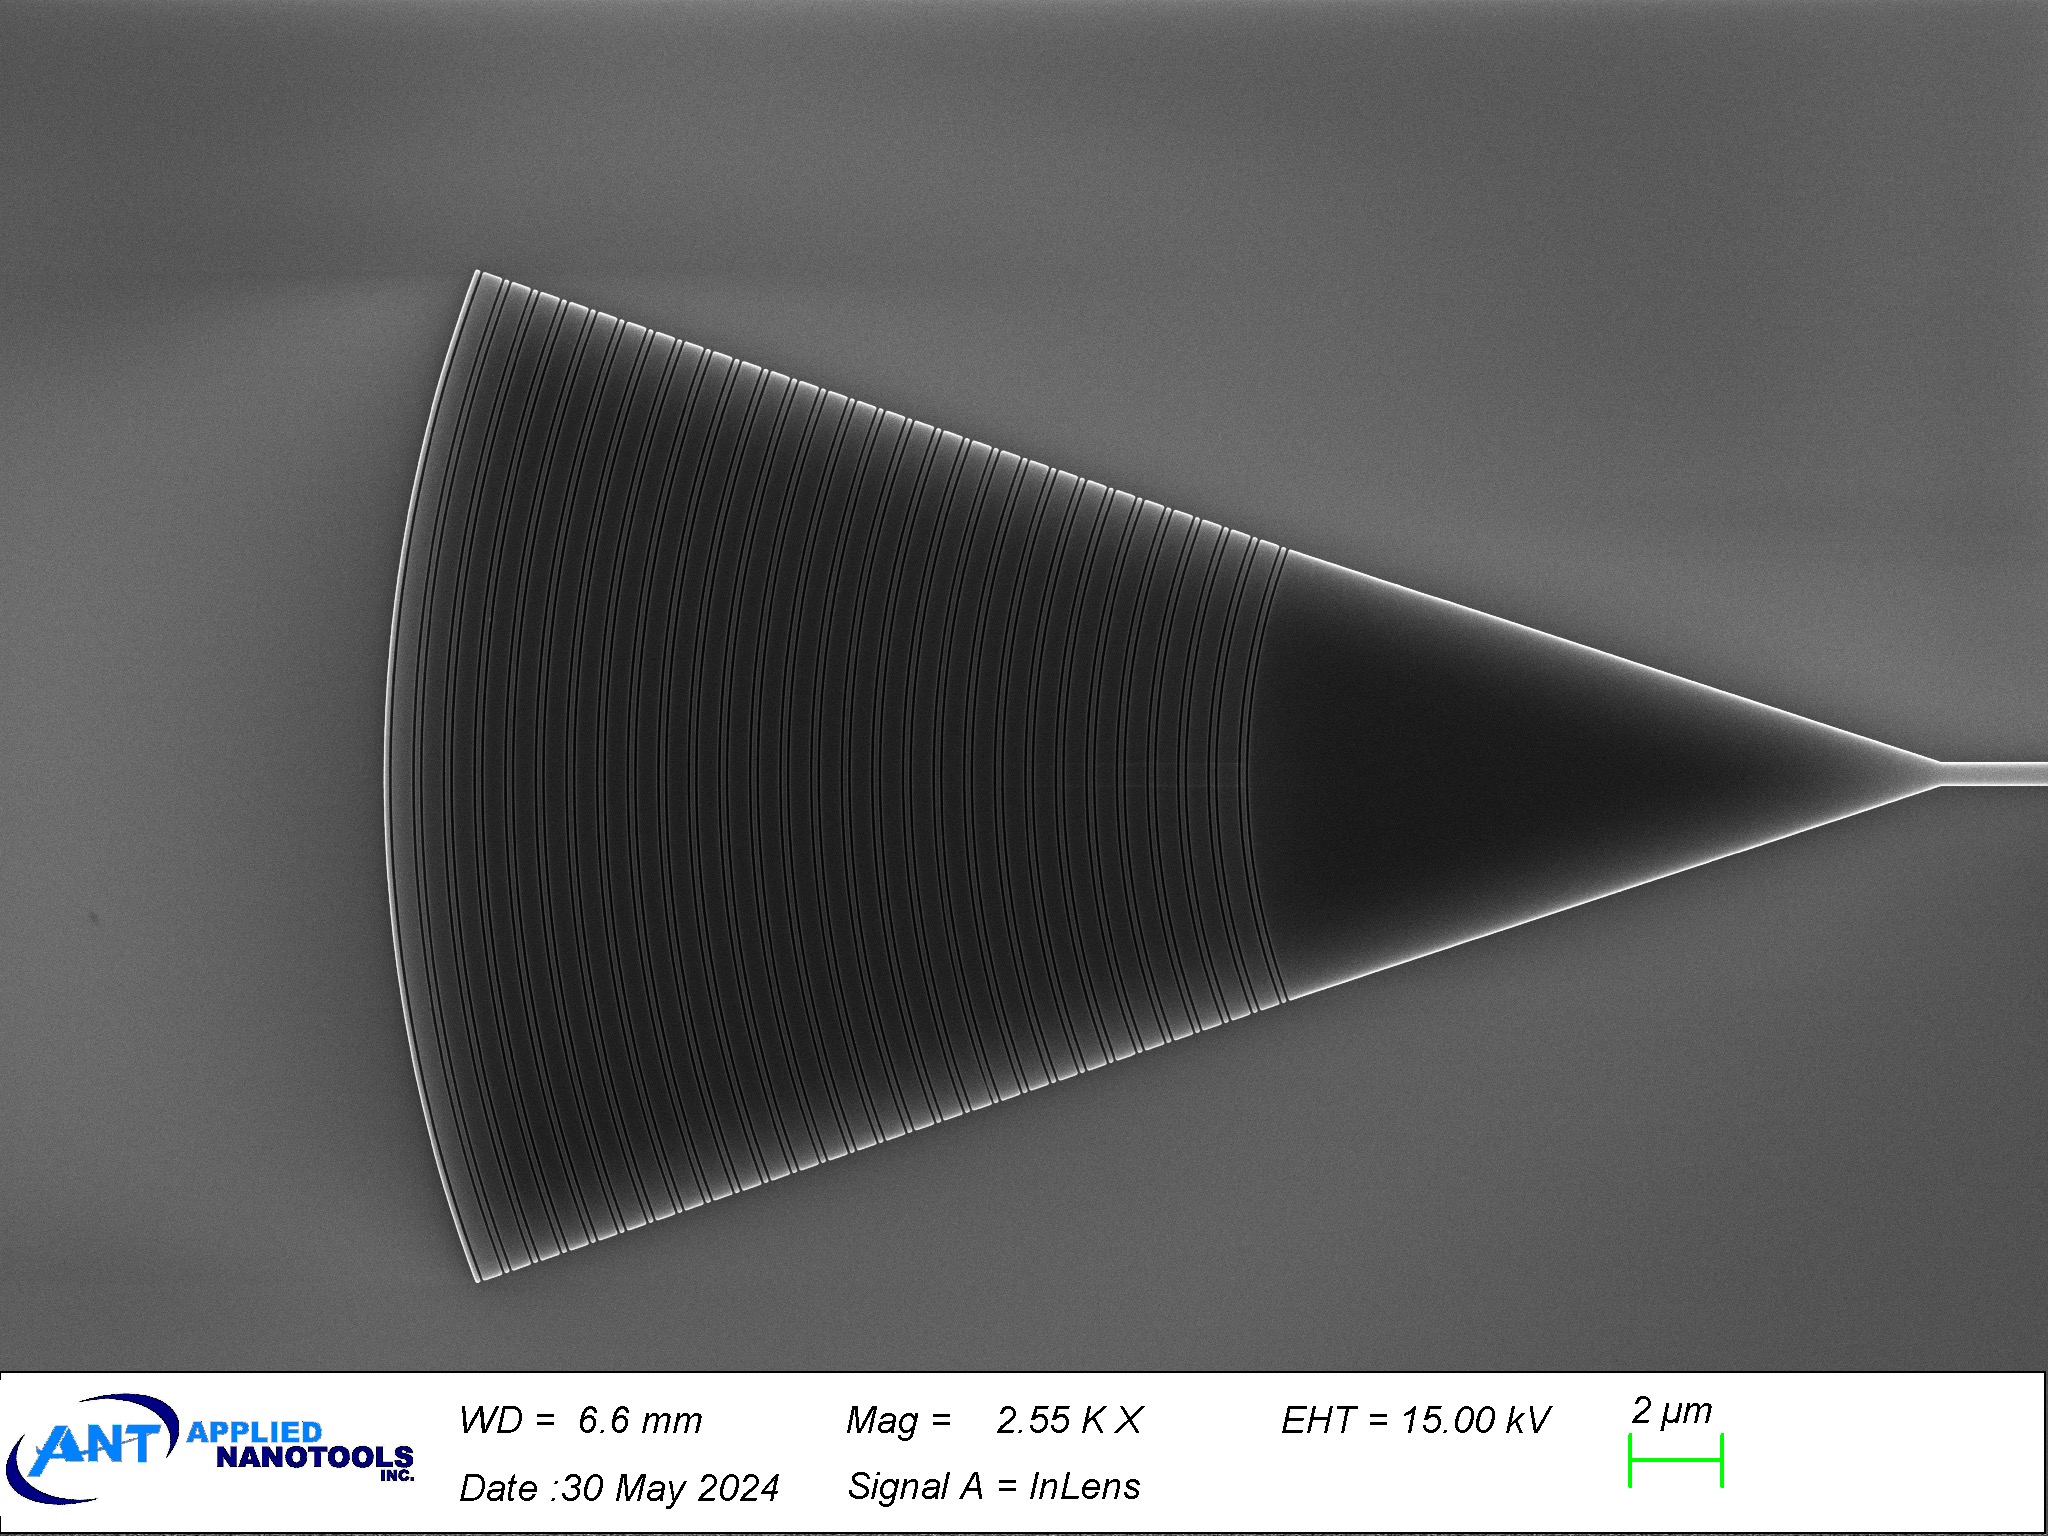 ANT APPLIED
NANOTOOLS
INC.
WD = 6.6 mm
Mag = 2.55 K X
EHT = 15.00 kV
2 µm
Date :30 May 2024
Signal A = InLens